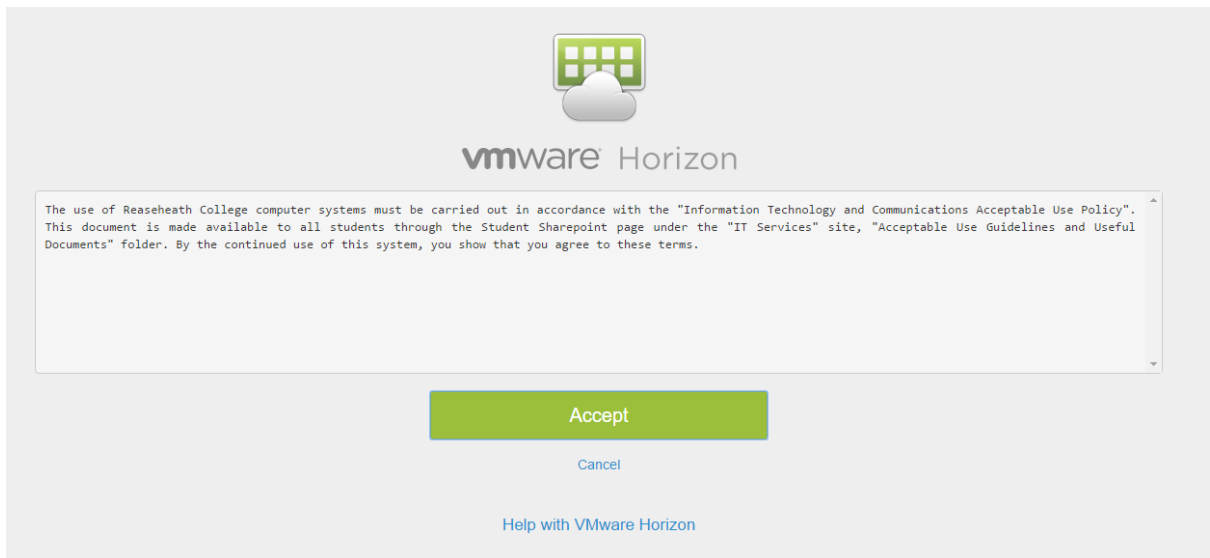 vmware Horizon
The use of Reaseheath College computer systems must be carried out in accordance with the "Information Technology and Communications Acceptable Use Policy".
This document is made available to all students through the Student Sharepoint page under the "IT Services" site, "Acceptable Use Guidelines and Useful
Documents" folder. By the continued use of this system, you show that you agree to these terms.
Accept
Cancel
Help with VMware Horizon